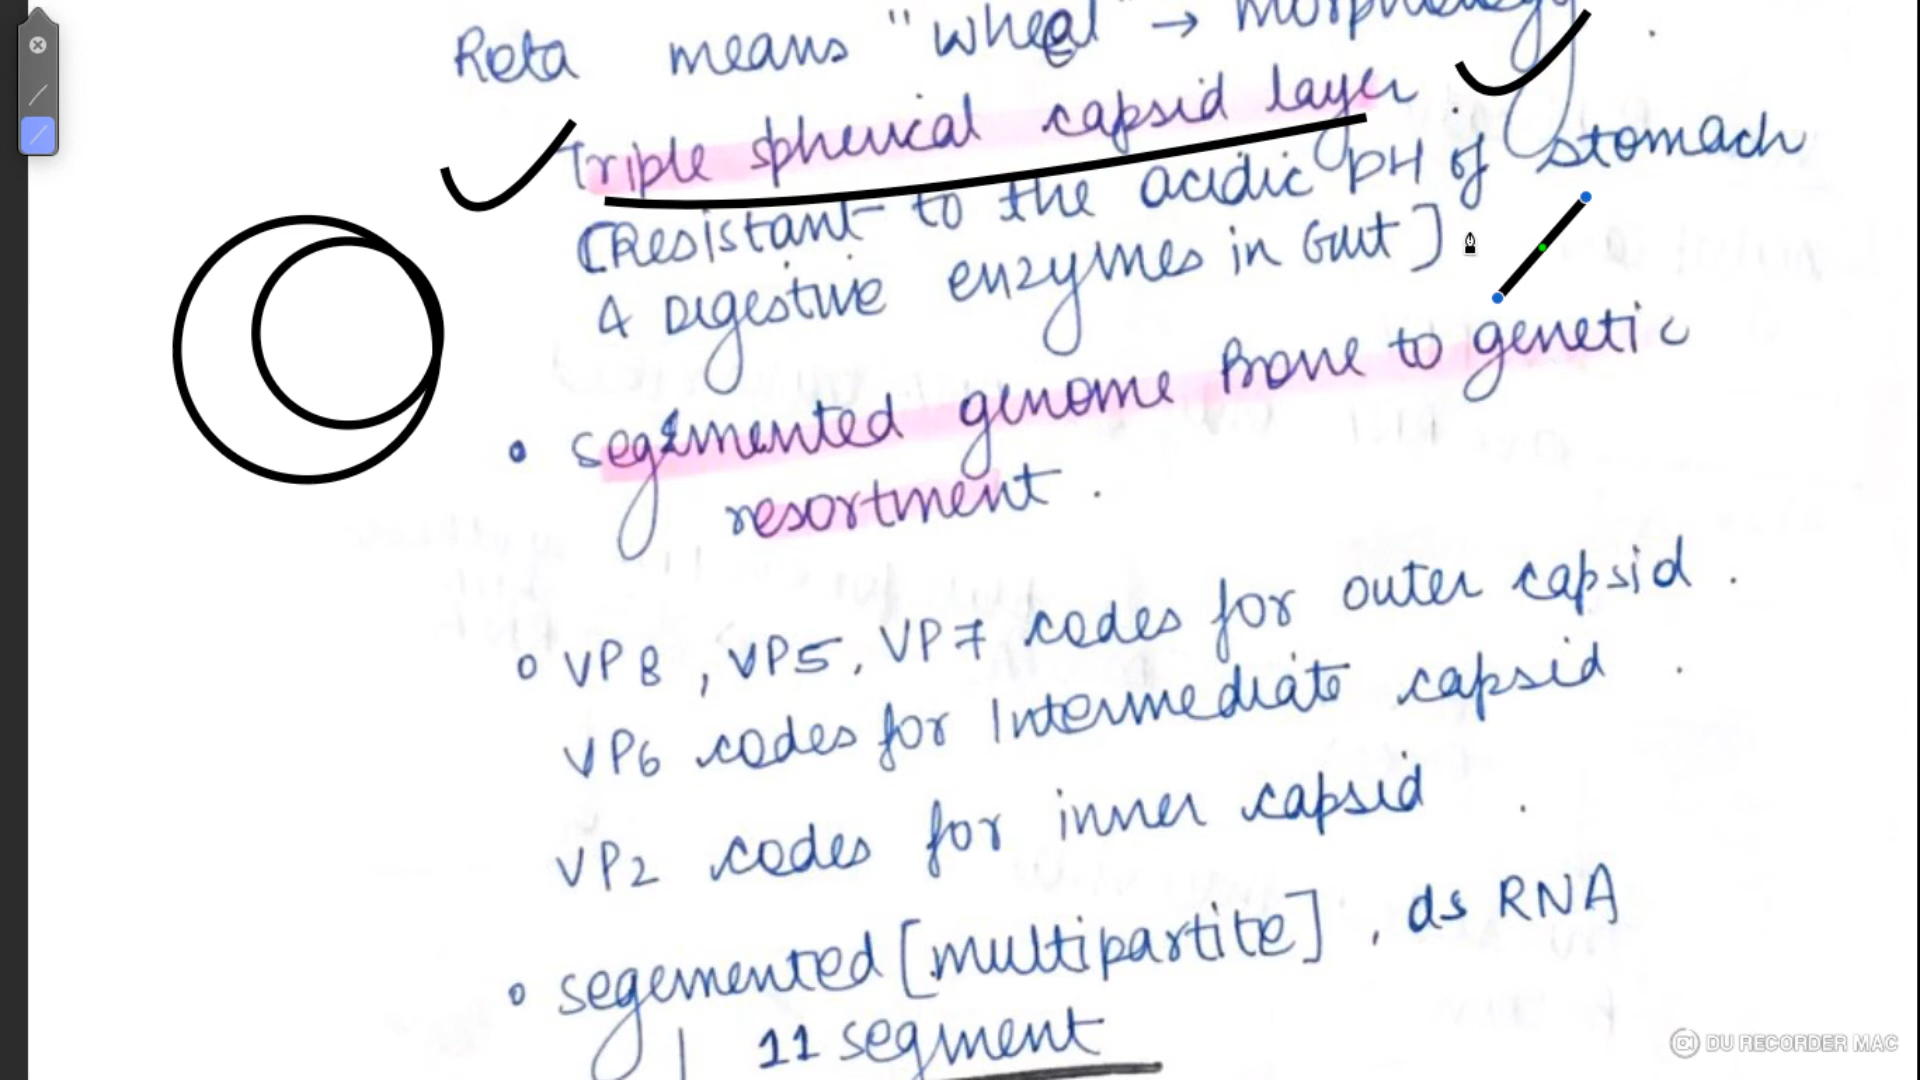 Rota means "wheel" → Morphology
Triple spherical capsid layer
[Resistant to the acidic pH of stomach
& Digestive enzymes in Gut]
• segmented genome Prone to genetic
resortment .
• VP8 , VP5, VP7 codes for outer capsid .
VP6 codes for Intermediate capsid .
VP2 codes for inner capsid .
• segemented [multipartite] , ds RNA
11 segment
DU RECORDER MAC